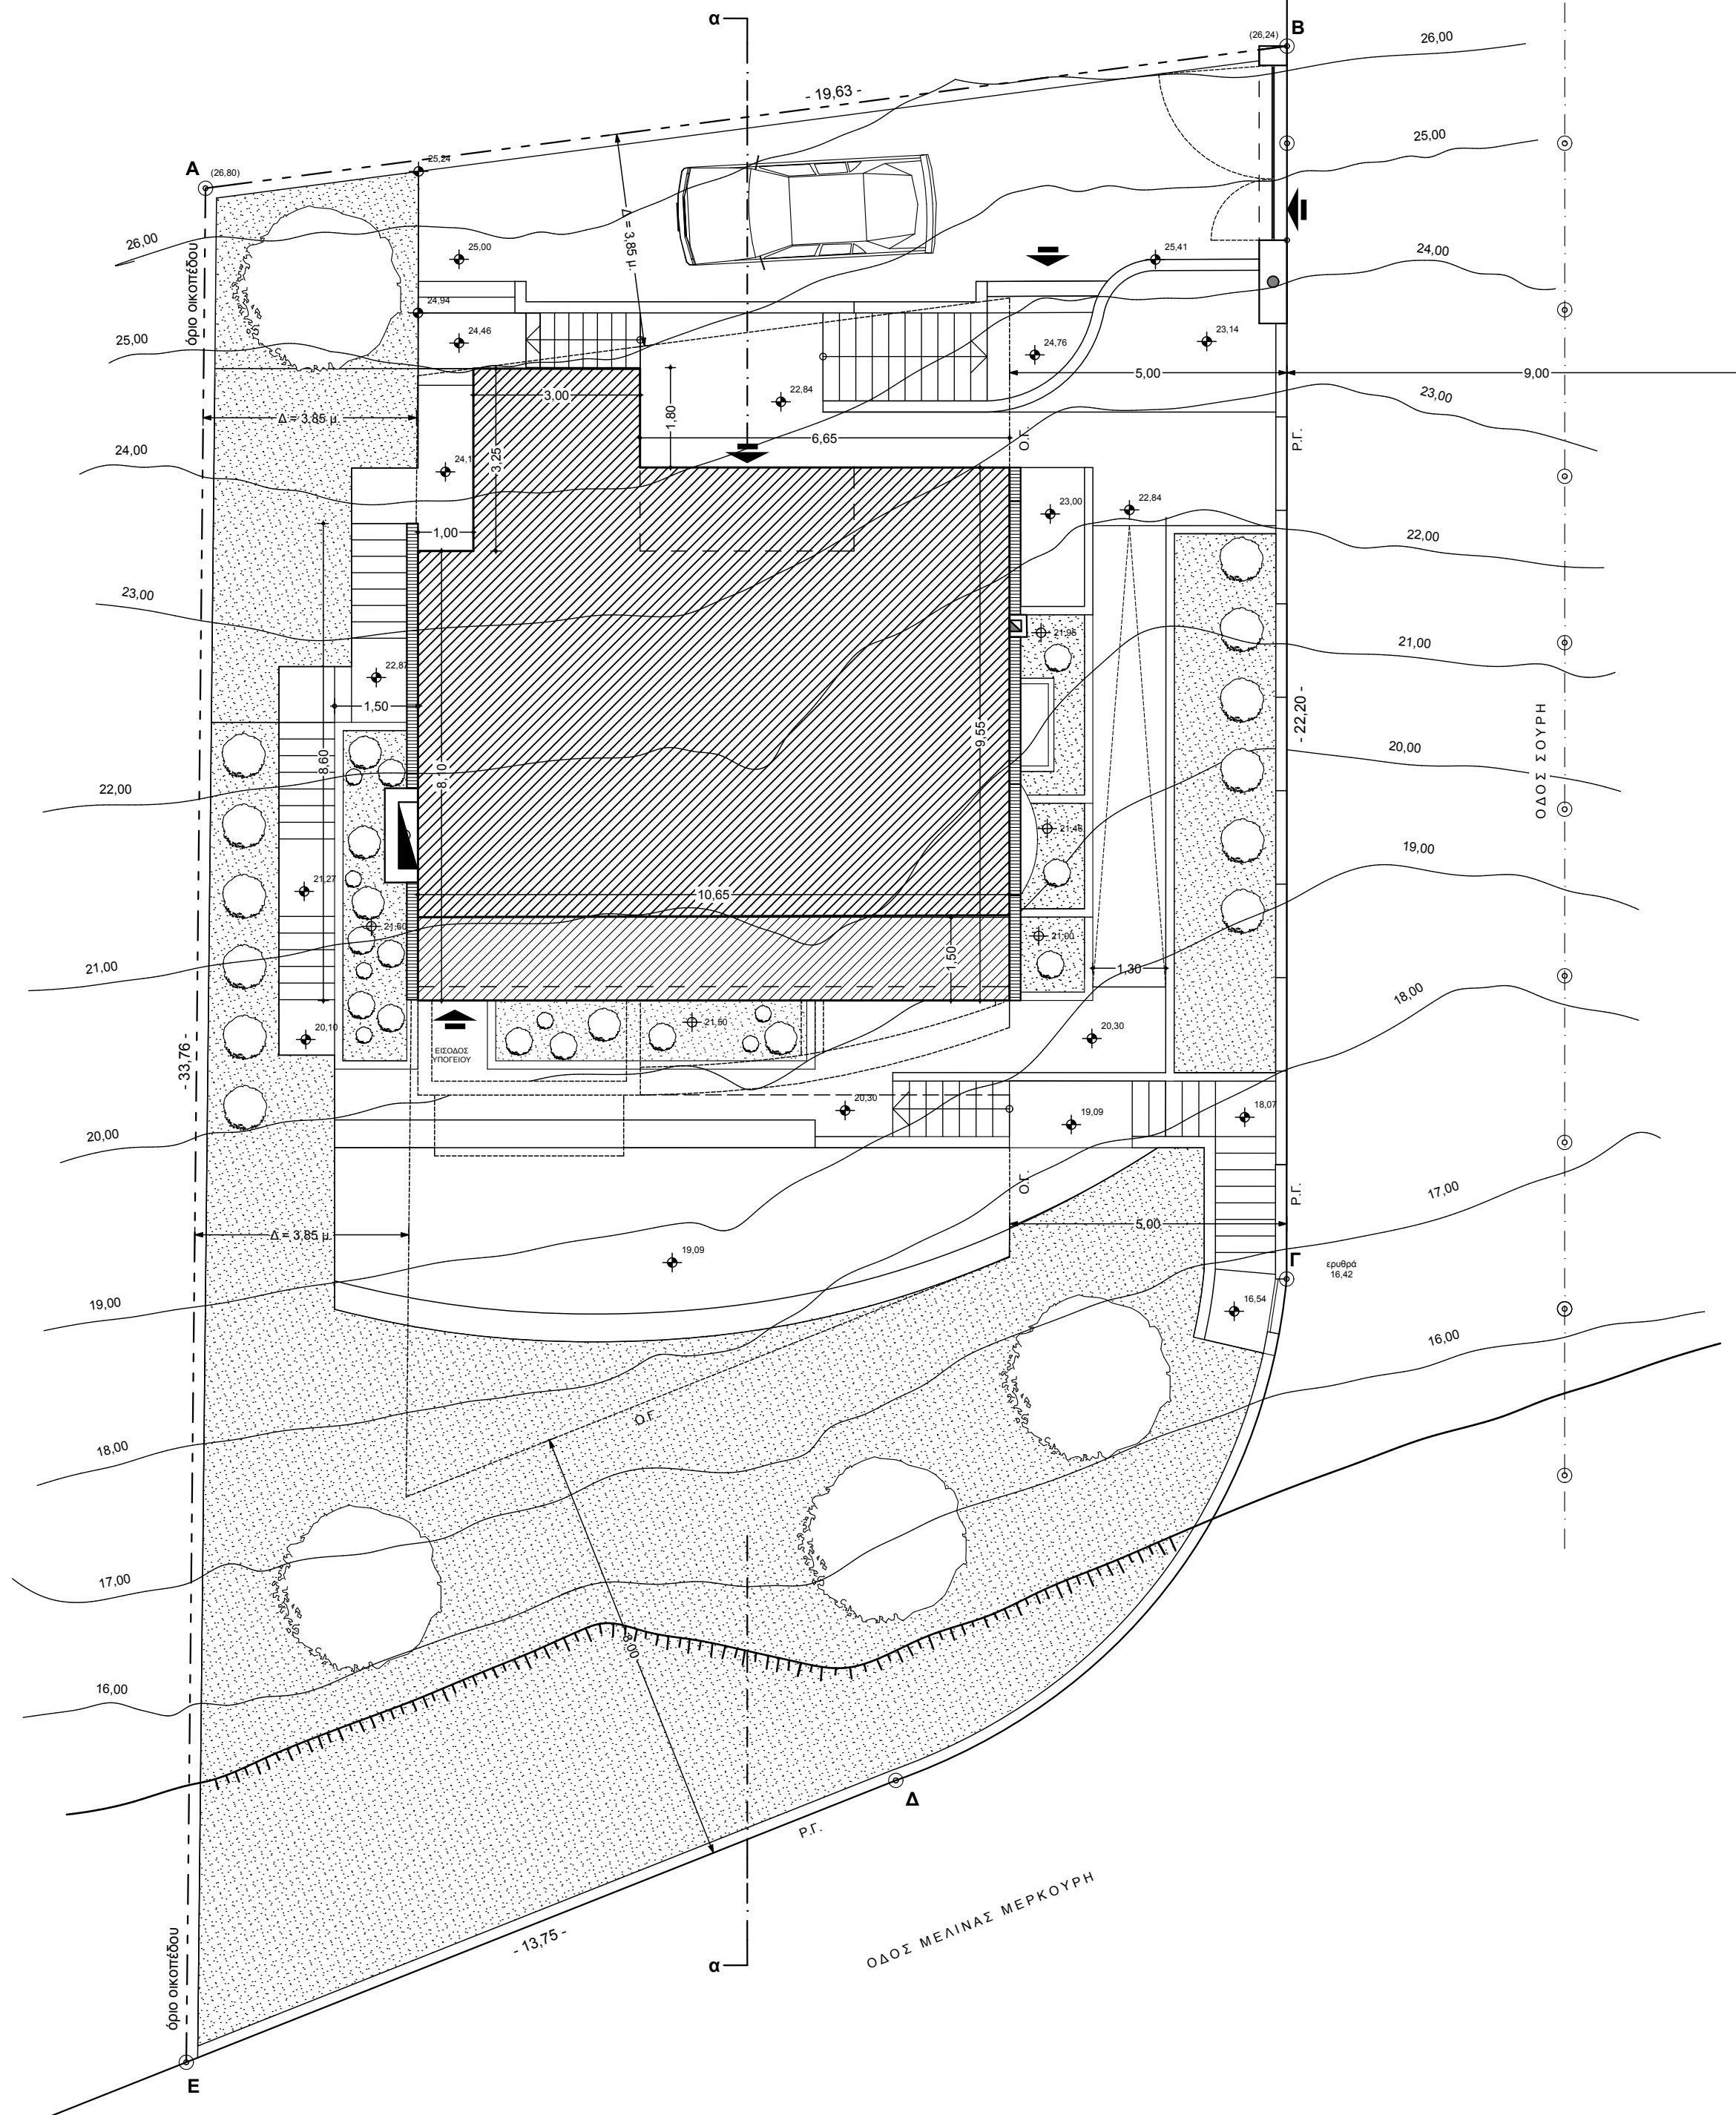 α
B
(26,24)
26,00
- 19,63 -
25,00
25,24
A
(26,80)
26,00
όριο οικοπέδου
Δ = 3,85 μ.
25,00
25,41
24,00
24,94
24,46
25,00
24,76
23,14
22,84
5,00
9,00
3,00
1,80
Δ = 3,85 μ.
23,00
6,65
Ο.Γ.
Ρ.Γ.
24,00
3,25
23,00
22,84
1,00
22,00
23,00
21,95
21,00
22,87
1,50
- 22,20 -
ΟΔΟΣ ΣΟΥΡΗ
9,55
20,00
8,60
8,10
22,00
21,45
19,00
21,27
10,65
21,60
21,00
21,00
1,50
1,30
18,00
20,10
21,50
20,30
ΕΙΣΟΔΟΣ
ΥΠΟΓΕΙΟΥ
- 33,76 -
20,30
19,09
18,07
20,00
Ο.Γ.
Ρ.Γ.
17,00
Δ = 3,85 μ.
5,00
19,09
Γ
ερυθρά
16,42
19,00
16,54
16,00
Ο.Γ.
18,00
17,00
8,00
16,00
Δ
Ρ.Γ.
ΟΔΟΣ ΜΕΛΙΝΑΣ ΜΕΡΚΟΥΡΗ
- 13,75 -
α
όριο οικοπέδου
E